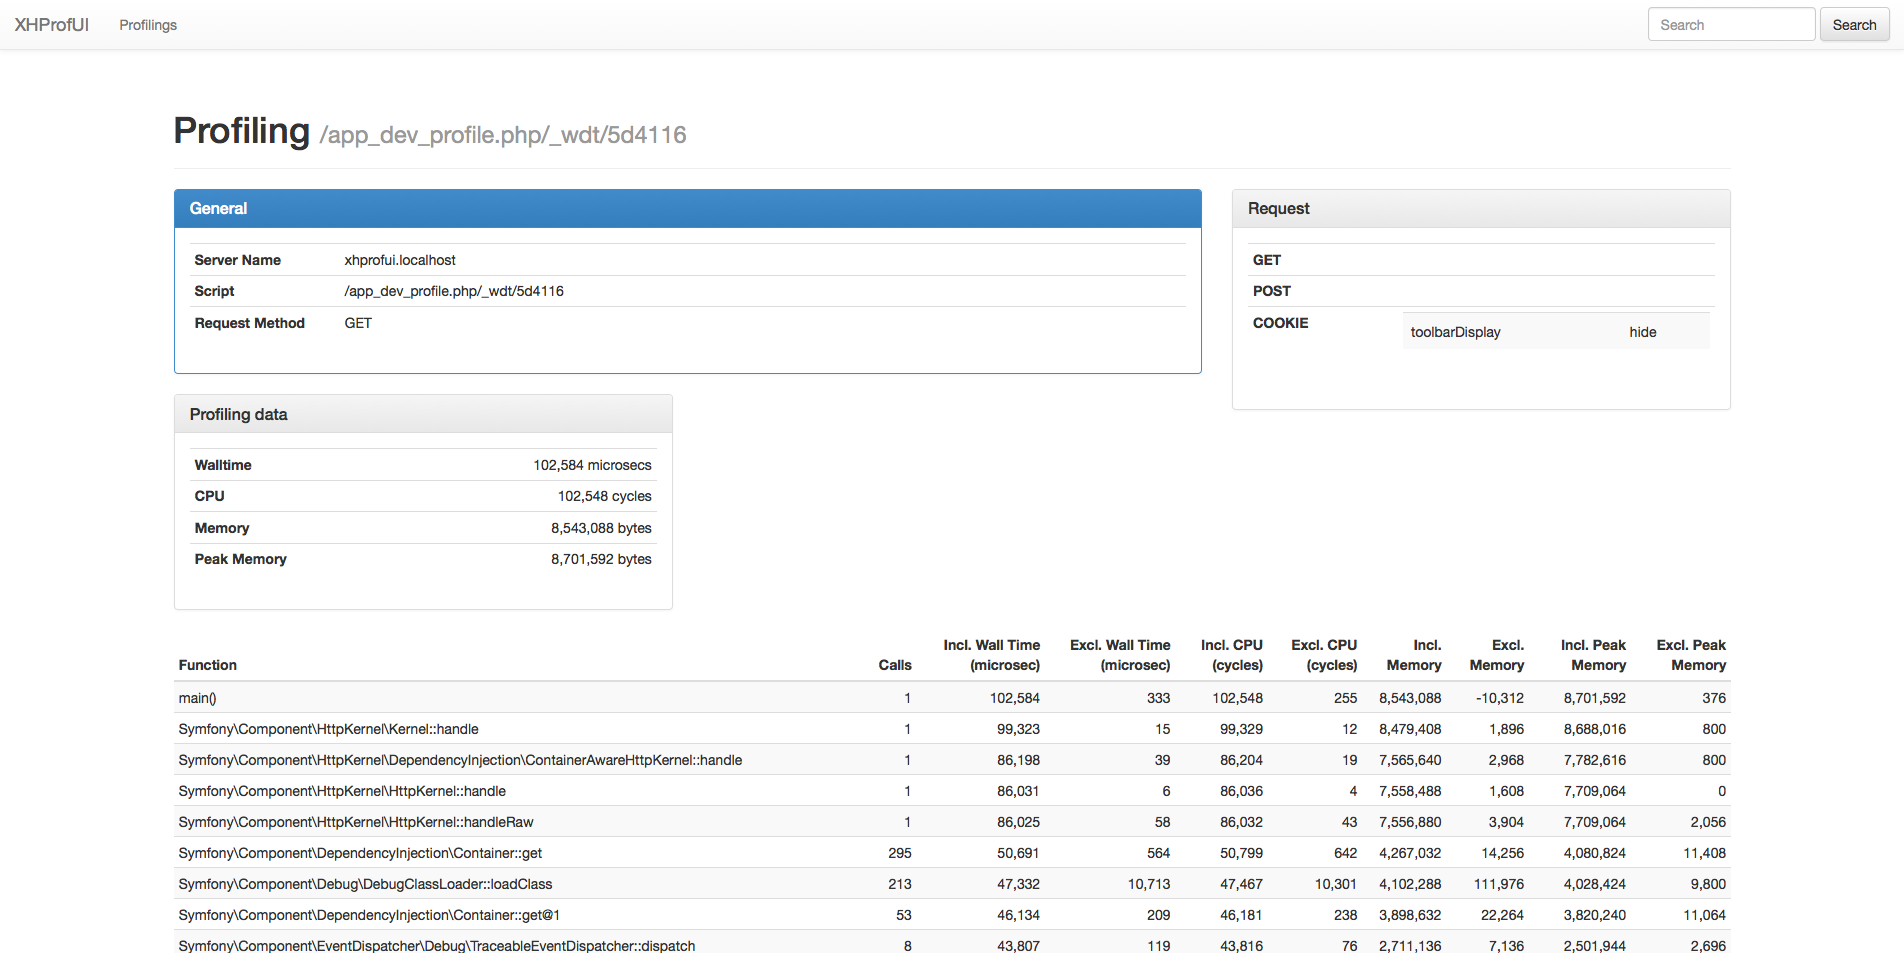 XHProfUI Profilings Search Search
Profiling /app_dev_profile.php/_wdt/5d4116
General
Server Name xhprofui.localhost
Script /app_dev_profile.php/_wdt/5d4116
Request Method GET
Request
GET
POST
COOKIE toolbarDisplay hide
Profiling data
Walltime 102,584 microsecs
CPU 102,548 cycles
Memory 8,543,088 bytes
Peak Memory 8,701,592 bytes
Incl. Wall Time Excl. Wall Time Incl. CPU Excl. CPU Incl. Excl. Incl. Peak Excl. Peak
Function Calls (microsec) (microsec) (cycles) (cycles) Memory Memory Memory Memory
main() 1 102,584 333 102,548 255 8,543,088 -10,312 8,701,592 376
Symfony\Component\HttpKernel\Kernel::handle 1 99,323 15 99,329 12 8,479,408 1,896 8,688,016 800
Symfony\Component\HttpKernel\DependencyInjection\ContainerAwareHttpKernel::handle 1 86,198 39 86,204 19 7,565,640 2,968 7,782,616 800
Symfony\Component\HttpKernel\HttpKernel::handle 1 86,031 6 86,036 4 7,558,488 1,608 7,709,064 0
Symfony\Component\HttpKernel\HttpKernel::handleRaw 1 86,025 58 86,032 43 7,556,880 3,904 7,709,064 2,056
Symfony\Component\DependencyInjection\Container::get 295 50,691 564 50,799 642 4,267,032 14,256 4,080,824 11,408
Symfony\Component\Debug\DebugClassLoader::loadClass 213 47,332 10,713 47,467 10,301 4,102,288 111,976 4,028,424 9,800
Symfony\Component\DependencyInjection\Container::get@1 53 46,134 209 46,181 238 3,898,632 22,264 3,820,240 11,064
Symfony\Component\EventDispatcher\Debug\TraceableEventDispatcher::dispatch 8 43,807 119 43,816 76 2,711,136 7,136 2,501,944 2,696